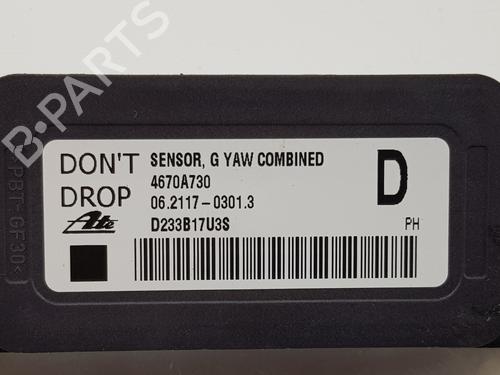 DON'T
DROP
Ate
SENSOR, G YAW COMBINED
4670A730
06.2117-0301.3
D233B17U3S
D
PH
>PBT-GF30<
B-PARTS